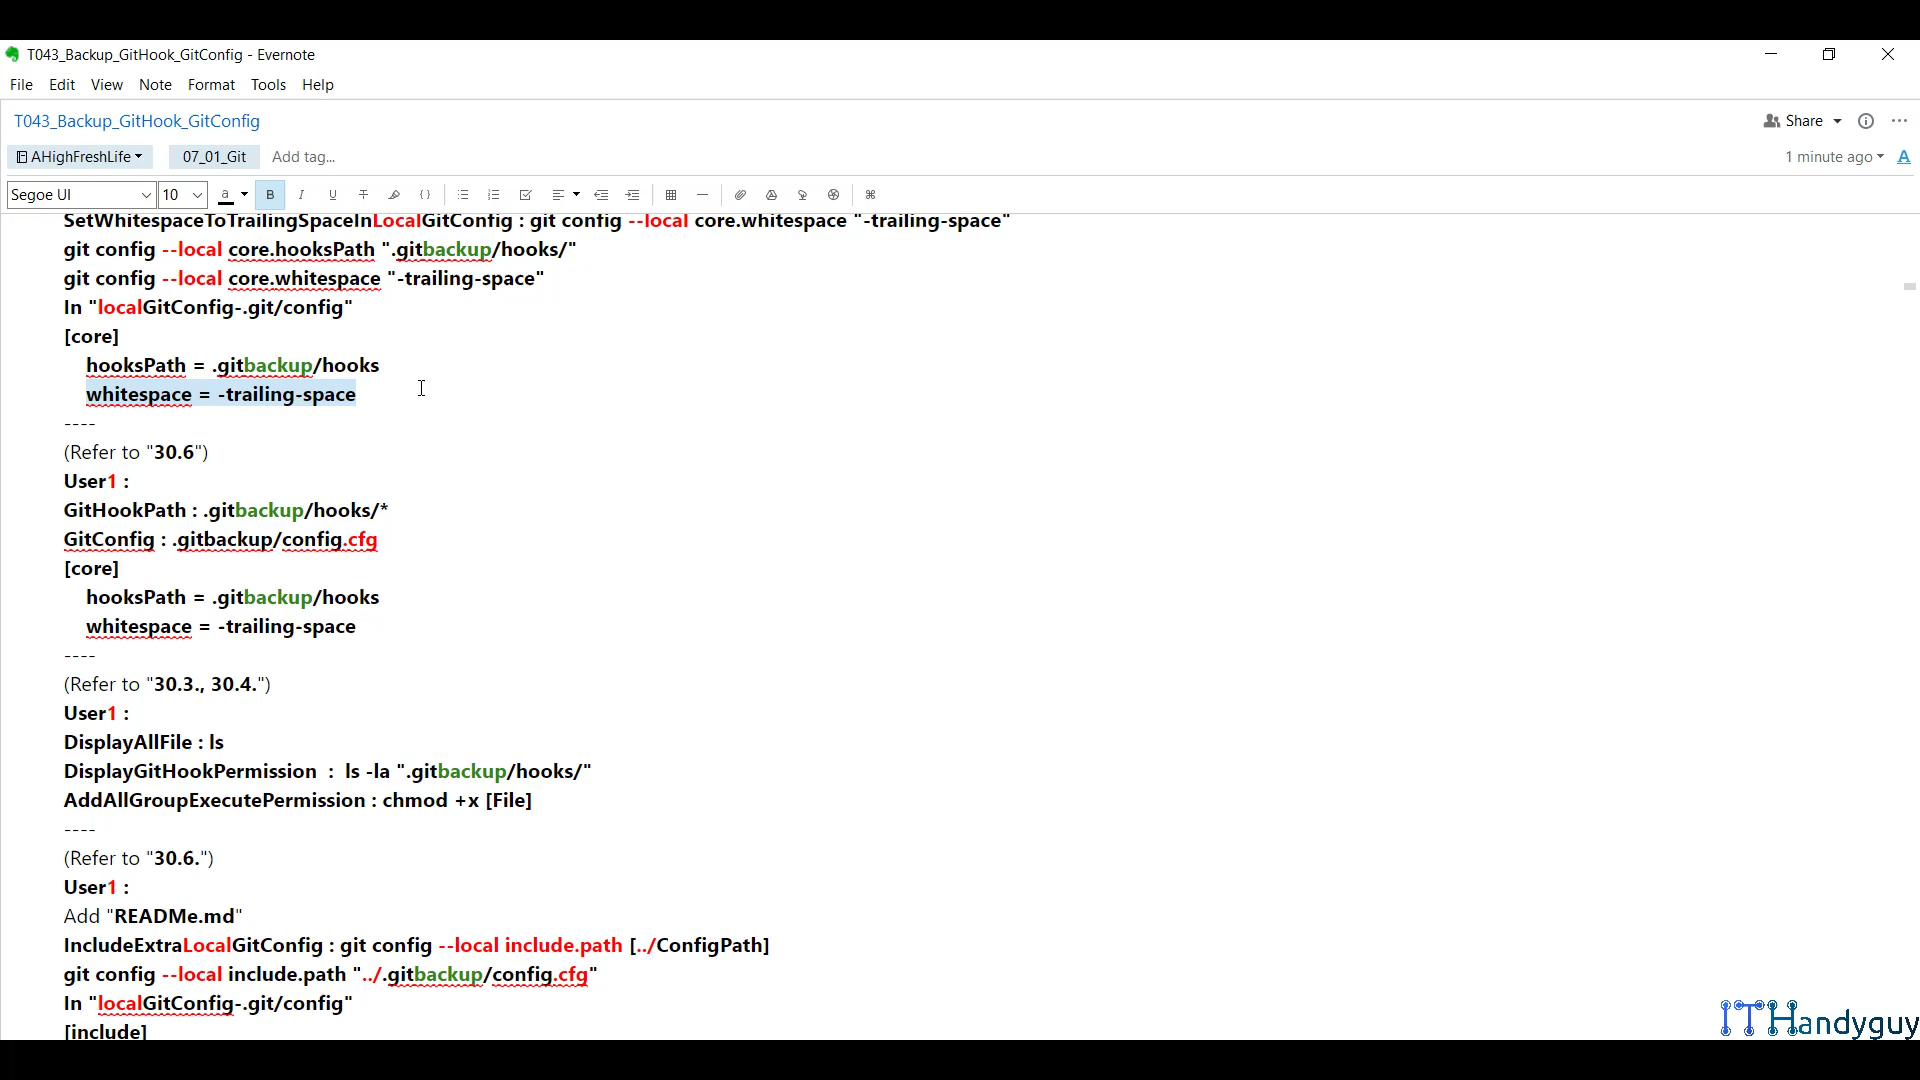 T043_Backup_GitHook_GitConfig - Evernote
File Edit View Note Format Tools Help
T043_Backup_GitHook_GitConfig
Share
AHighFreshLife 07_01_Git Add tag...
1 minute ago
Segoe UI 10
SetWhitespaceToTrailingSpaceInLocalGitConfig : git config --local core.whitespace "-trailing-space"
git config --local core.hooksPath ".gitbackup/hooks/"
git config --local core.whitespace "-trailing-space"
In "localGitConfig-.git/config"
[core]
hooksPath = .gitbackup/hooks
whitespace = -trailing-space
----
(Refer to "30.6")
User1 :
GitHookPath : .gitbackup/hooks/*
GitConfig : .gitbackup/config.cfg
[core]
hooksPath = .gitbackup/hooks
whitespace = -trailing-space
----
(Refer to "30.3., 30.4.")
User1 :
DisplayAllFile : ls
DisplayGitHookPermission : ls -la ".gitbackup/hooks/"
AddAllGroupExecutePermission : chmod +x [File]
----
(Refer to "30.6.")
User1 :
Add "READMe.md"
IncludeExtraLocalGitConfig : git config --local include.path [../ConfigPath]
git config --local include.path "../.gitbackup/config.cfg"
In "localGitConfig-.git/config"
[include]
ITHandyguy